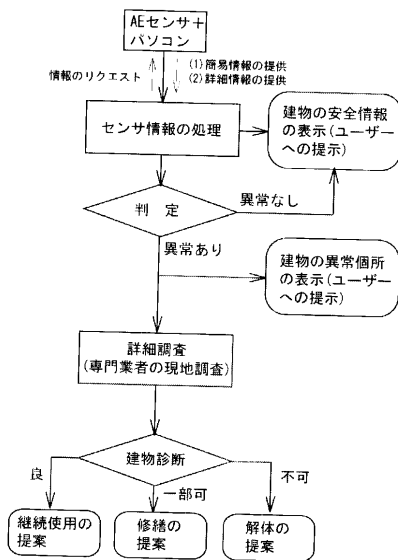 AEセンサ＋
パソコン
情報のリクエスト
(1)簡易情報の提供
(2)詳細情報の提供
センサ情報の処理
建物の安全情報
の表示(ユーザー
への提示)
判　定
異常なし
異常あり
建物の異常個所
の表示(ユーザー
への提示)
詳細調査
(専門業者の現地調査)
建物診断
良
一部可
不可
継続使用の
提案
修繕の
提案
解体の
提案